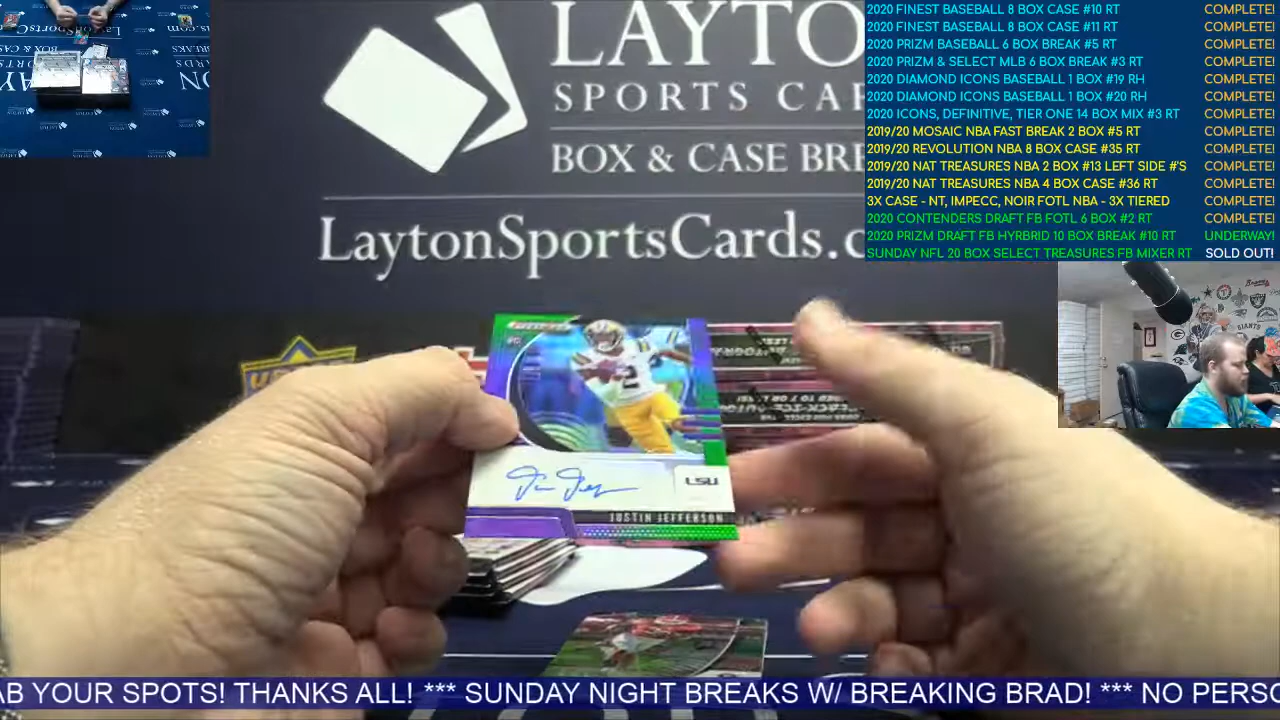 LAYTON
SPORTS CAR
BOX & CASE BRE
LaytonSportsCards.c
2020 FINEST BASEBALL 8 BOX CASE #10 RT COMPLETE!
2020 FINEST BASEBALL 8 BOX CASE #11 RT COMPLETE!
2020 PRIZM BASEBALL 6 BOX BREAK #5 RT COMPLETE!
2020 PRIZM & SELECT MLB 6 BOX BREAK #3 RT COMPLETE!
2020 DIAMOND ICONS BASEBALL 1 BOX #19 RH COMPLETE!
2020 DIAMOND ICONS BASEBALL 1 BOX #20 RH COMPLETE!
2020 ICONS, DEFINITIVE, TIER ONE 14 BOX MIX #3 RT COMPLETE!
2019/20 MOSAIC NBA FAST BREAK 2 BOX #5 RT COMPLETE!
2019/20 REVOLUTION NBA 8 BOX CASE #35 RT COMPLETE!
2019/20 NAT TREASURES NBA 2 BOX #13 LEFT SIDE #'S COMPLETE!
2019/20 NAT TREASURES NBA 4 BOX CASE #36 RT COMPLETE!
3X CASE - NT, IMPECC, NOIR FOTL NBA - 3X TIERED COMPLETE!
2020 CONTENDERS DRAFT FB FOTL 6 BOX #2 RT COMPLETE!
2020 PRIZM DRAFT FB HYRBRID 10 BOX BREAK #10 RT UNDERWAY!
SUNDAY NFL 20 BOX SELECT TREASURES FB MIXER RT SOLD OUT!
GIANTS
2
LSU
JUSTIN JEFFERSON
AB YOUR SPOTS! THANKS ALL! *** SUNDAY NIGHT BREAKS W/ BREAKING BRAD! *** NO PERSO